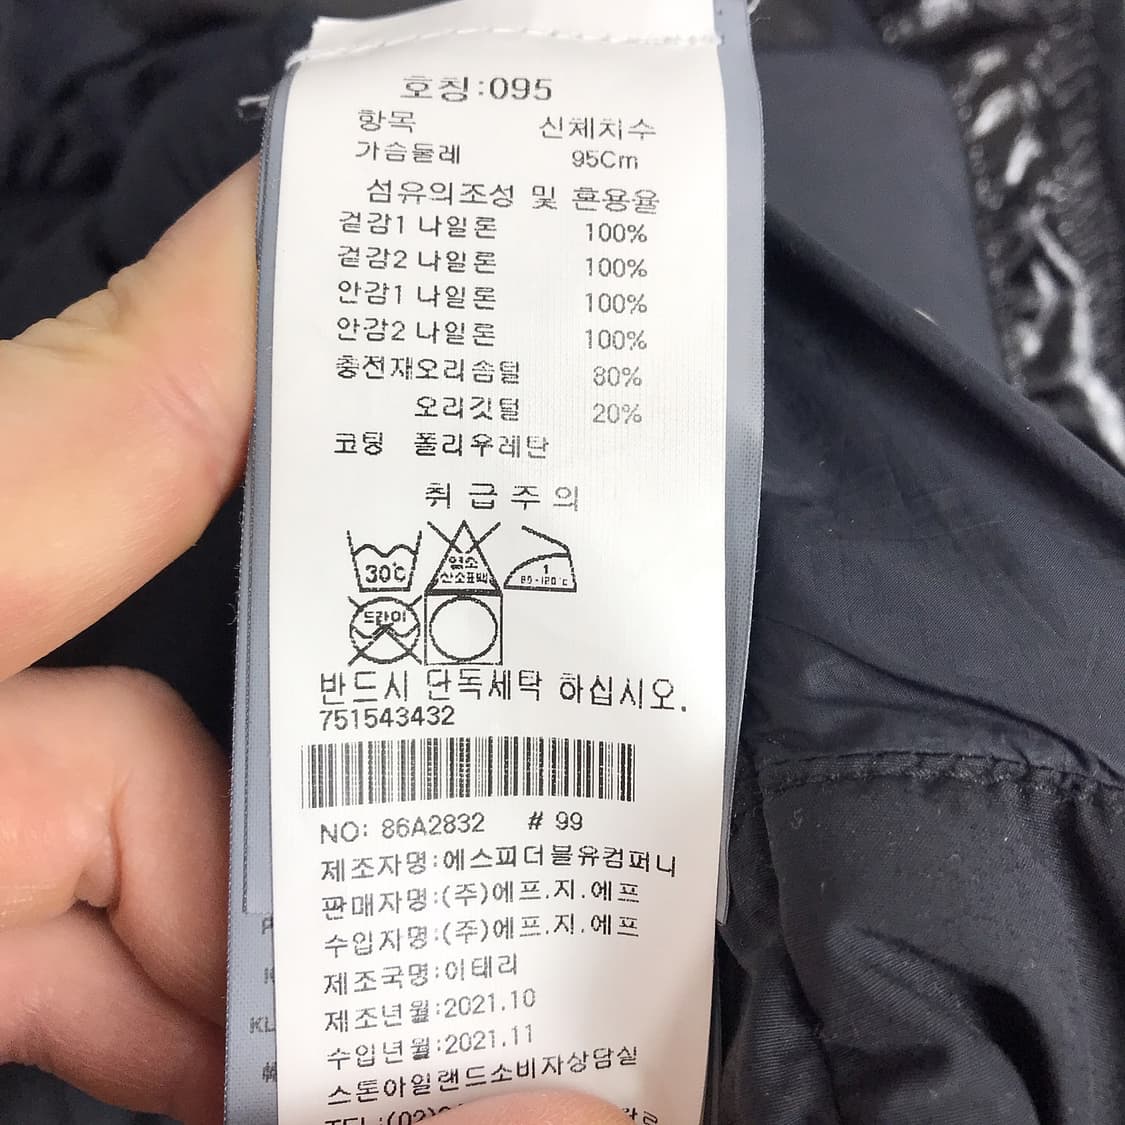 호칭:095
항목 신체치수
가슴둘레 95Cm
섬유의조성 및 혼용율
겉감1 나일론 100%
겉감2 나일론 100%
안감1 나일론 100%
안감2 나일론 100%
충전재오리솜털 80%
오리깃털 20%
코팅 폴리우레탄
취급주의
30℃ 염소 산소표백 1 80-120℃
드라이
반드시 단독세탁 하십시오.
751543432
NO: 86A2832 # 99
제조자명:에스피더블유컴퍼니
판매자명:(주)에프.지.에프
수입자명:(주)에프.지.에프
제조국명:이태리
제조년월:2021.10
수입년월:2021.11
스톤아일랜드소비자상담실
TEL:(02)
KL